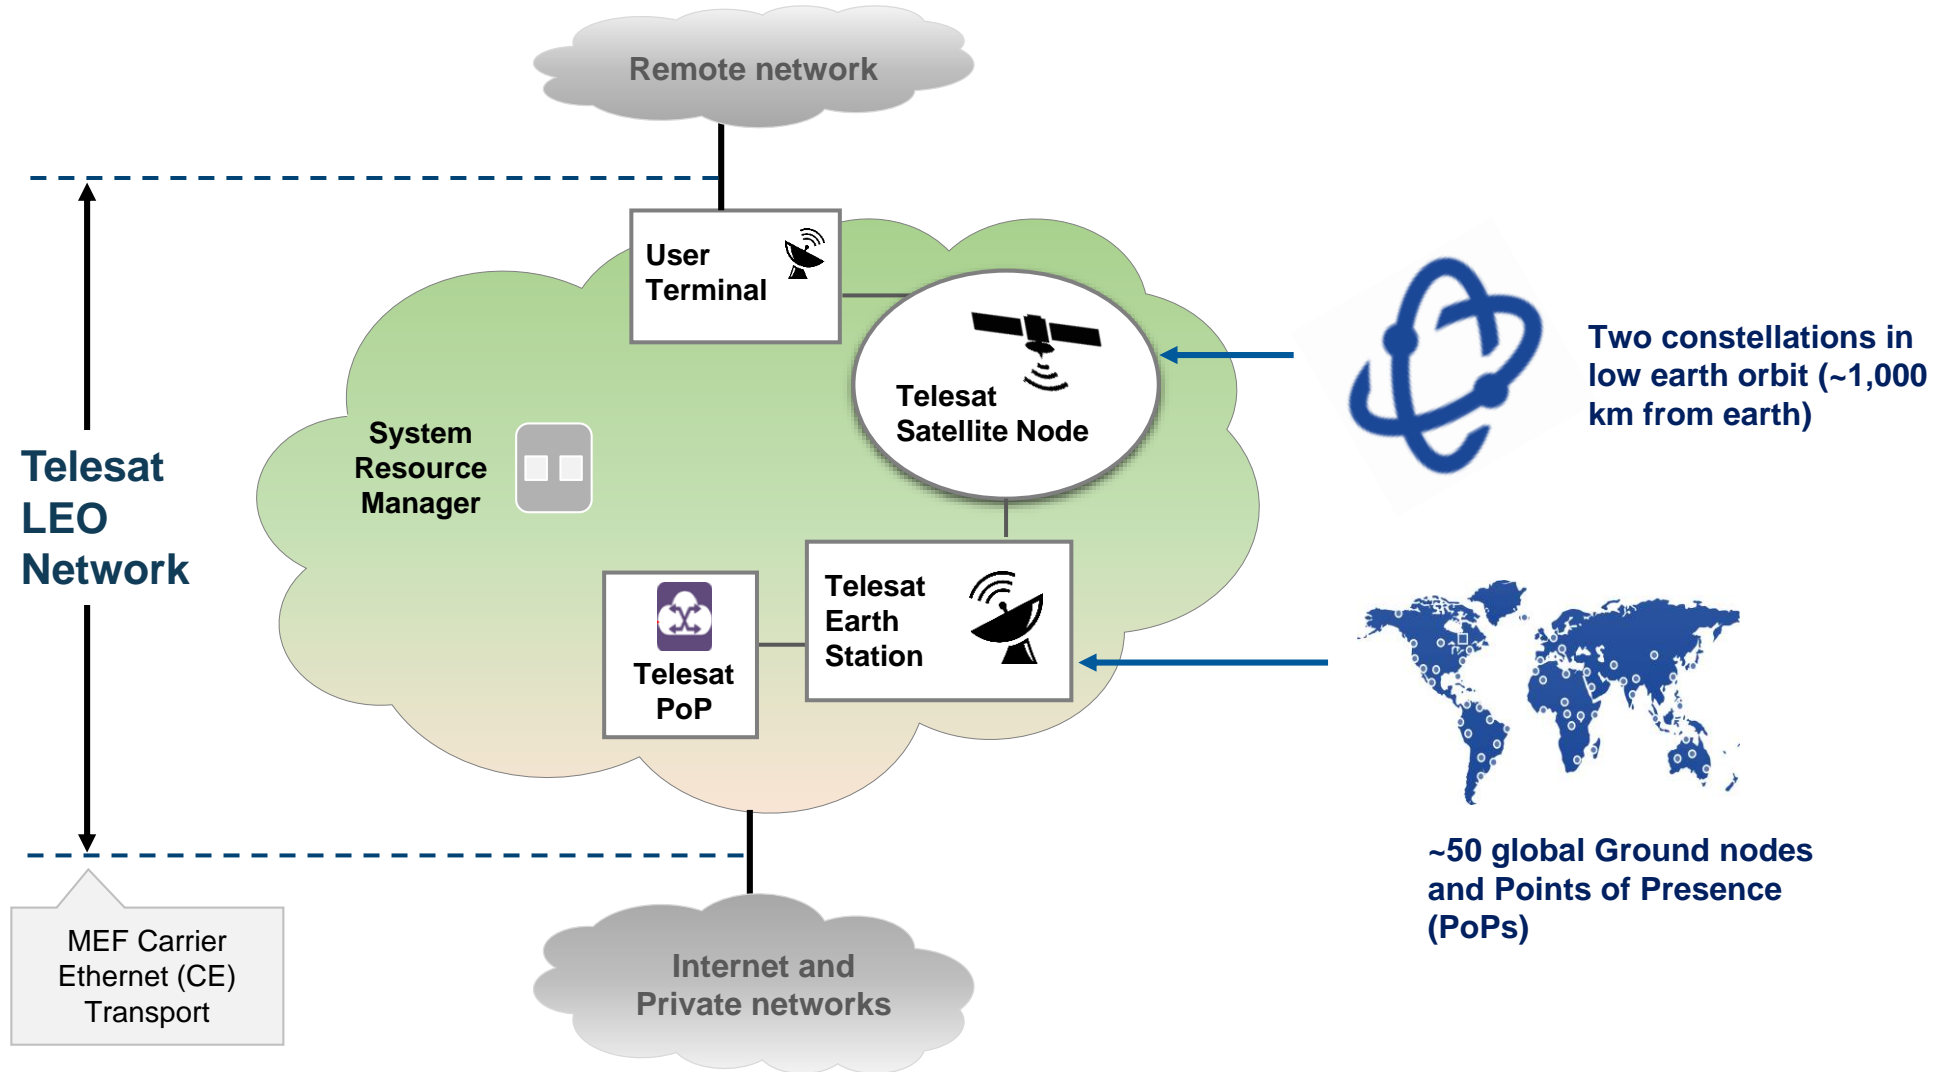 Remote network
User
Terminal
Telesat
Satellite Node
Two constellations in
low earth orbit (~1,000
km from earth)
System
Resource
Manager
Telesat
LEO
Network
Telesat
Earth
Station
Telesat
PoP
~50 global Ground nodes
and Points of Presence
(PoPs)
MEF Carrier
Ethernet (CE)
Transport
Internet and
Private networks